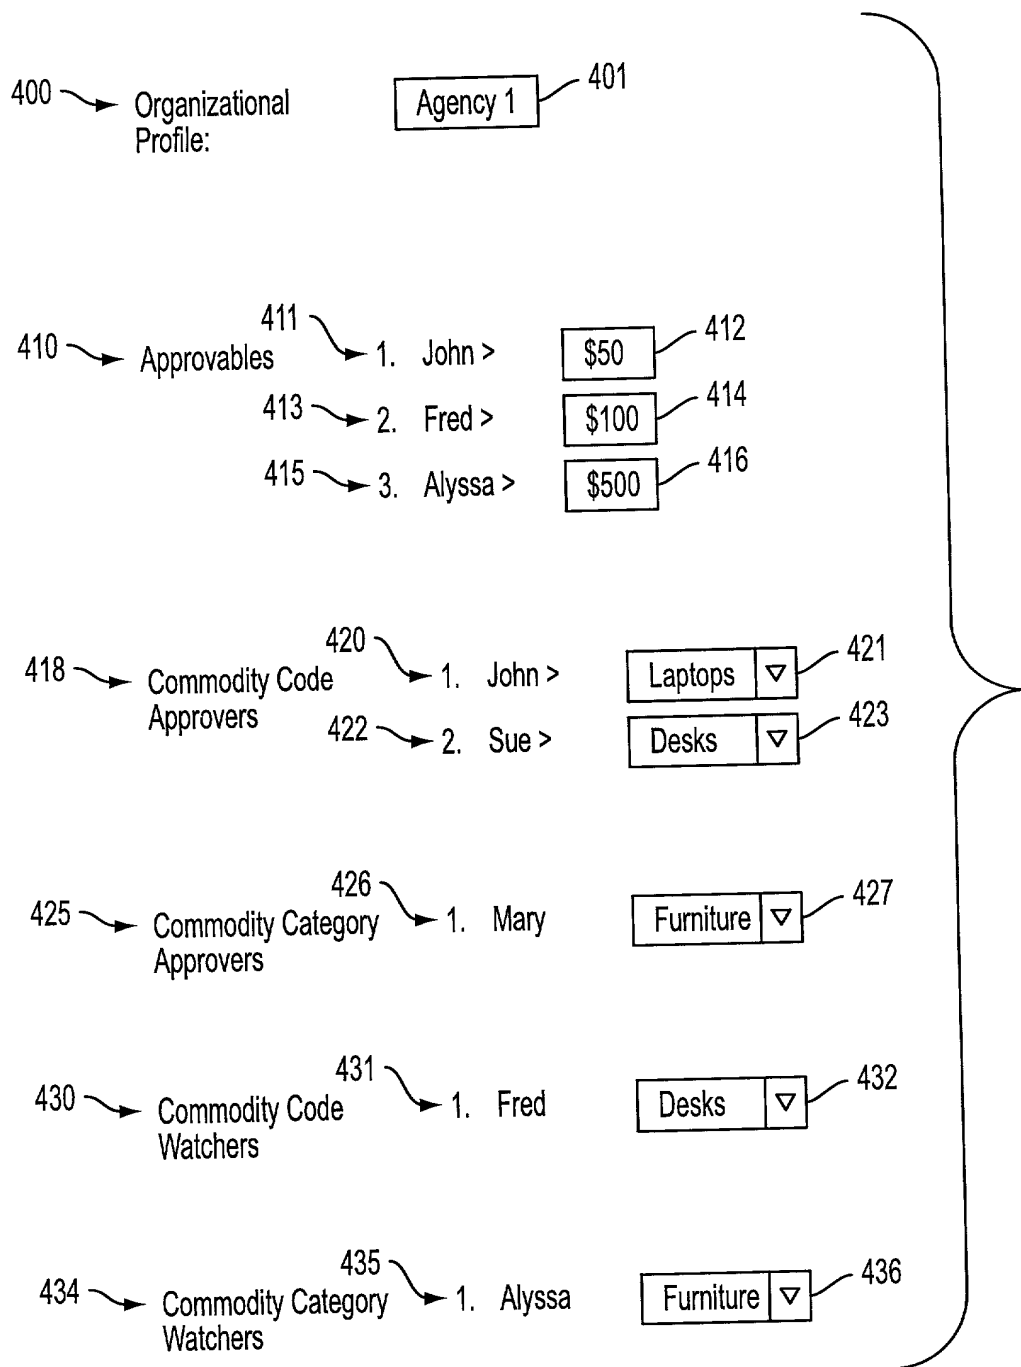 400 Organizational Profile: Agency 1 401
410 Approvables 411 1. John > $50 412
413 2. Fred > $100 414
415 3. Alyssa > $500 416
418 Commodity Code Approvers 420 1. John > Laptops 421
422 2. Sue > Desks 423
425 Commodity Category Approvers 426 1. Mary Furniture 427
430 Commodity Code Watchers 431 1. Fred Desks 432
434 Commodity Category Watchers 435 1. Alyssa Furniture 436